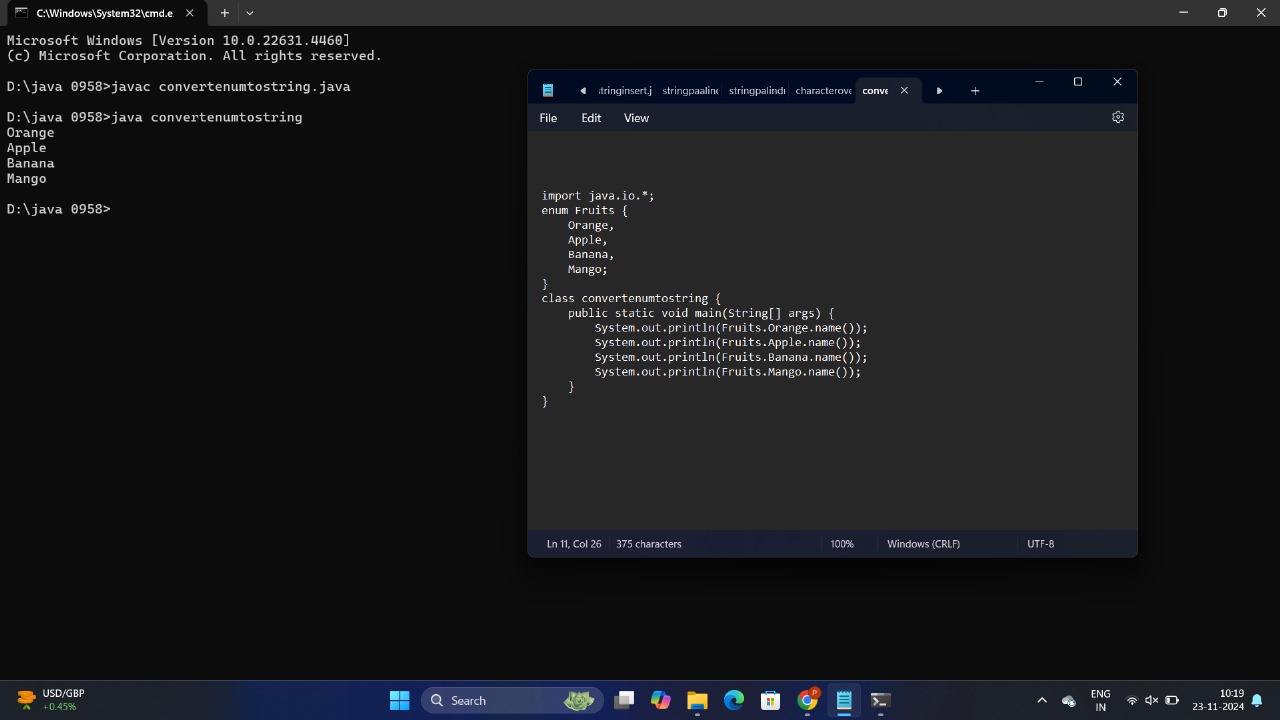 C:\Windows\System32\cmd.e
Microsoft Windows [Version 10.0.22631.4460]
(c) Microsoft Corporation. All rights reserved.
D:\java 0958>javac convertenumtostring.java
D:\java 0958>java convertenumtostring
Orange
Apple
Banana
Mango
D:\java 0958>
stringinsert.j stringpaalin stringpalind characterove conve
File Edit View
import java.io.*;
enum Fruits {
    Orange,
    Apple,
    Banana,
    Mango;
}
class convertenumtostring {
    public static void main(String[] args) {
        System.out.println(Fruits.Orange.name());
        System.out.println(Fruits.Apple.name());
        System.out.println(Fruits.Banana.name());
        System.out.println(Fruits.Mango.name());
    }
}
Ln 11, Col 26 375 characters 100% Windows (CRLF) UTF-8
USD/GBP
+0.45%
Search
ENG
IN
10:19
23-11-2024